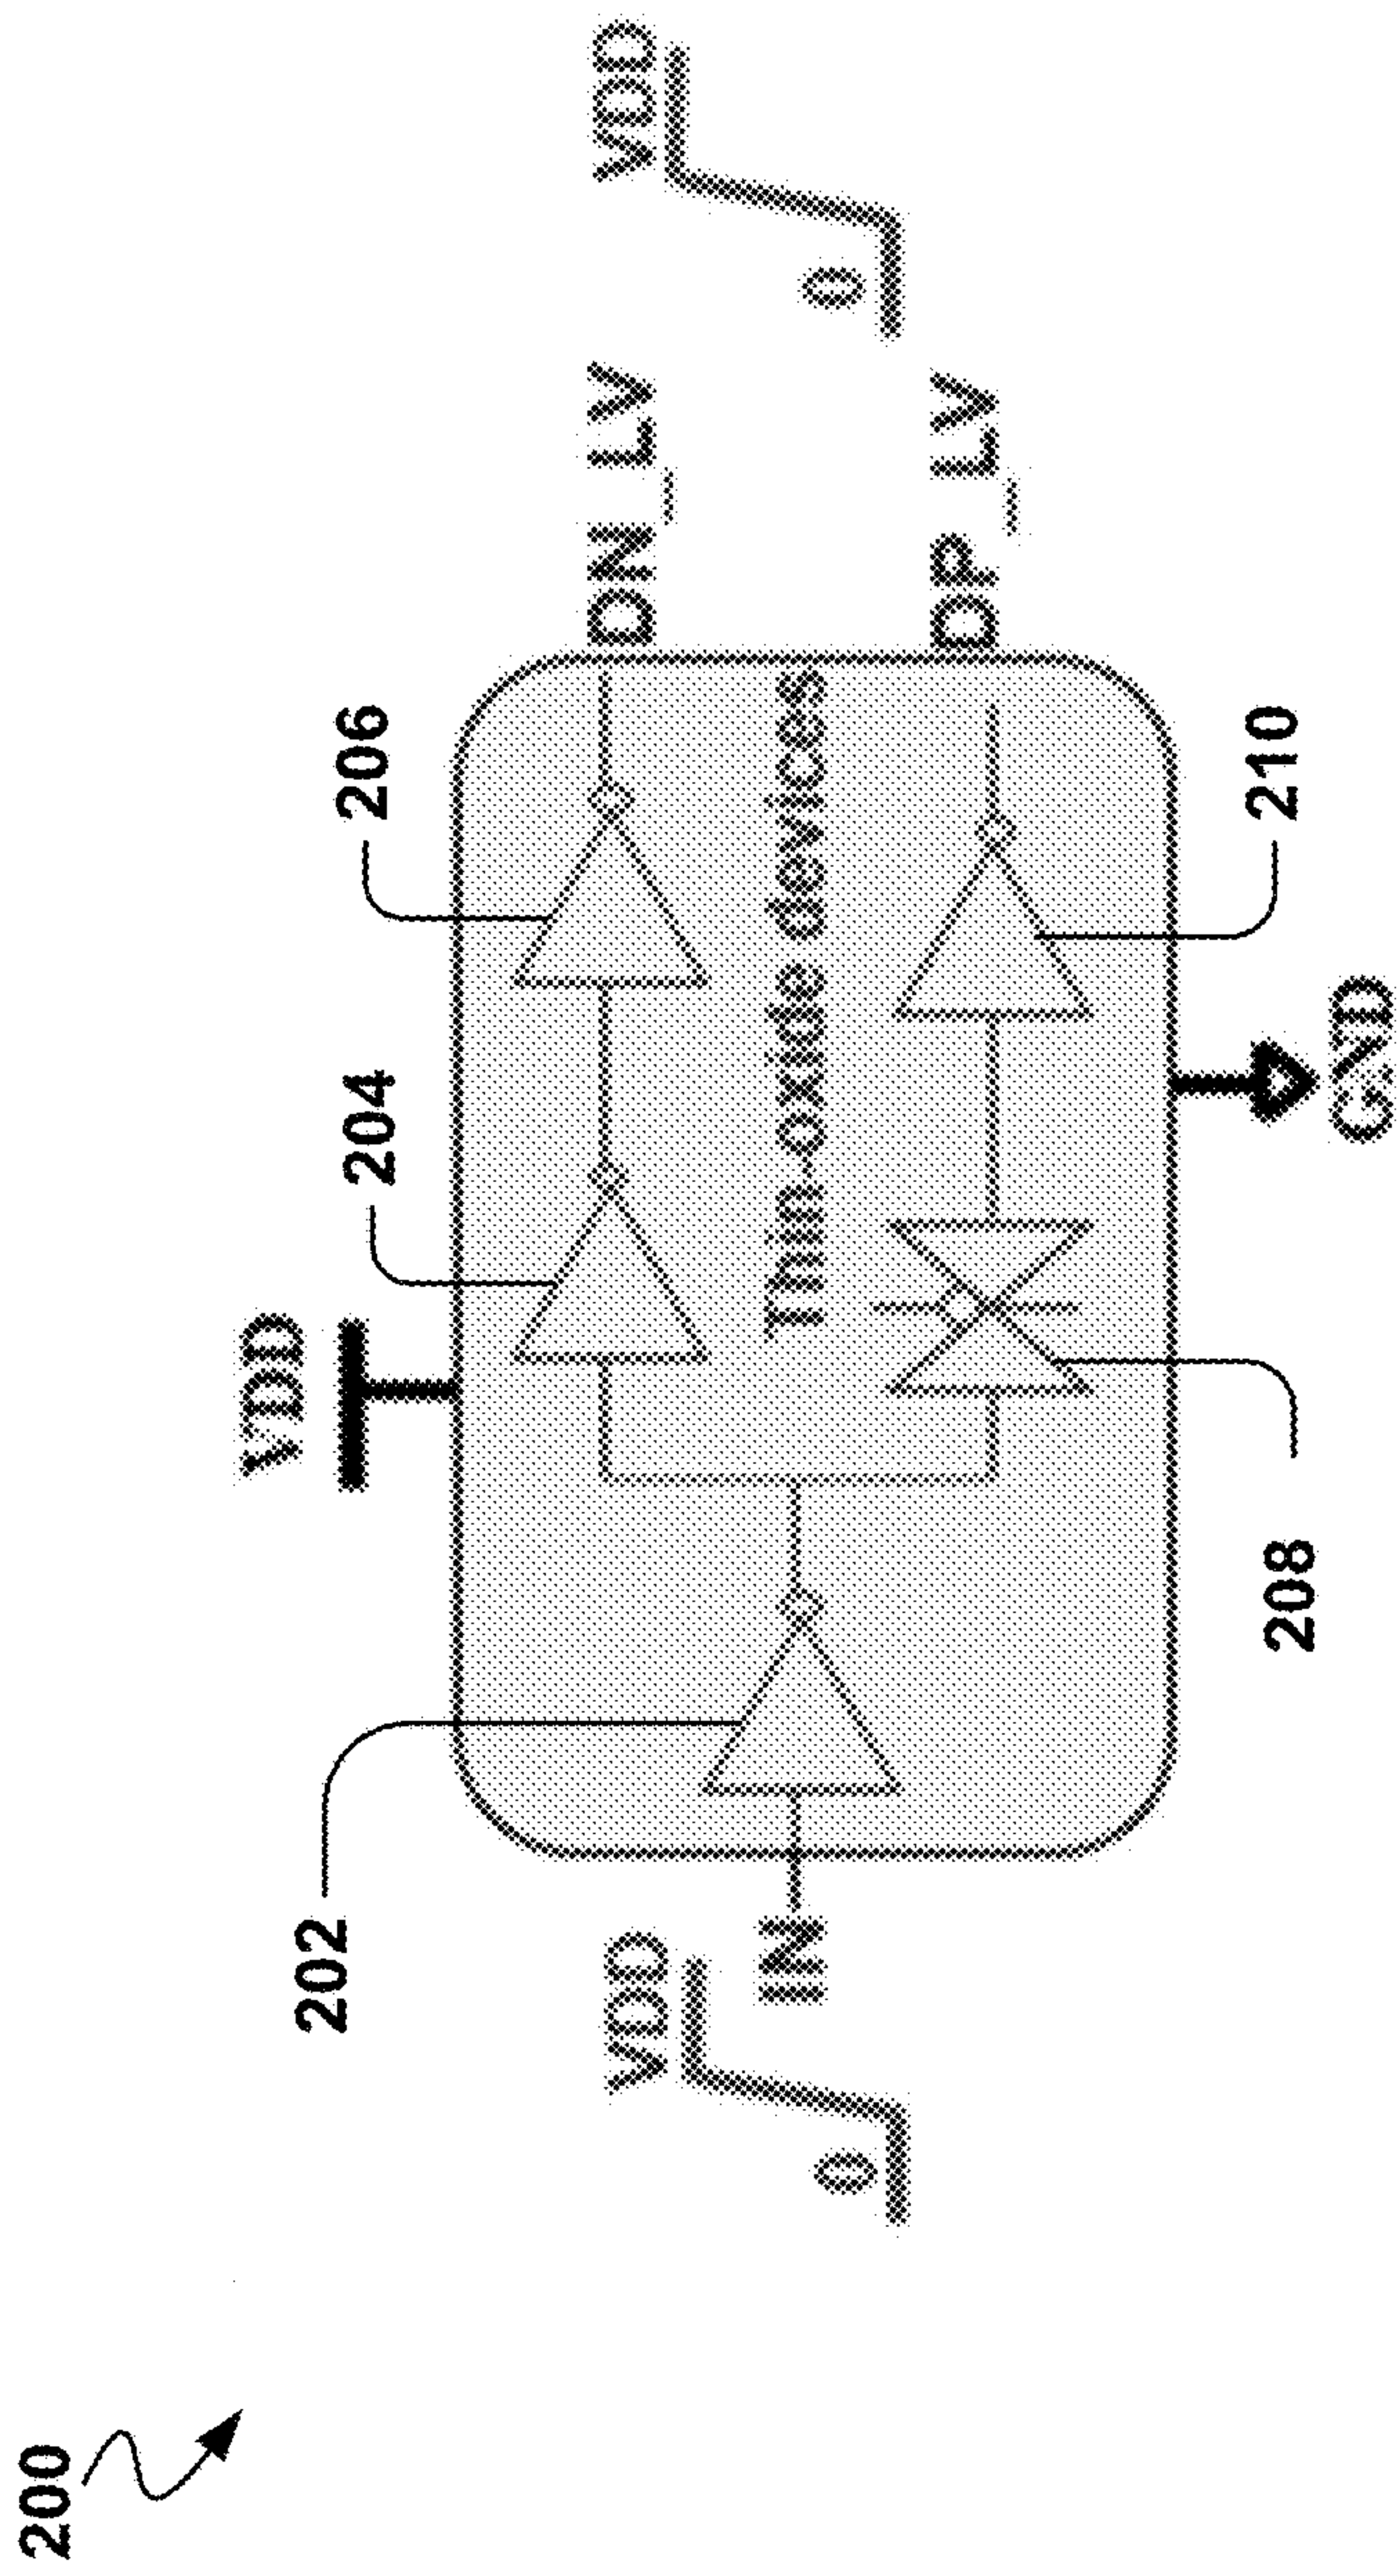 200
VDD
0
IN
202
VDD
204
206
Thin-oxide devices
DN_LV
DP_LV
VDD
0
208
GND
210